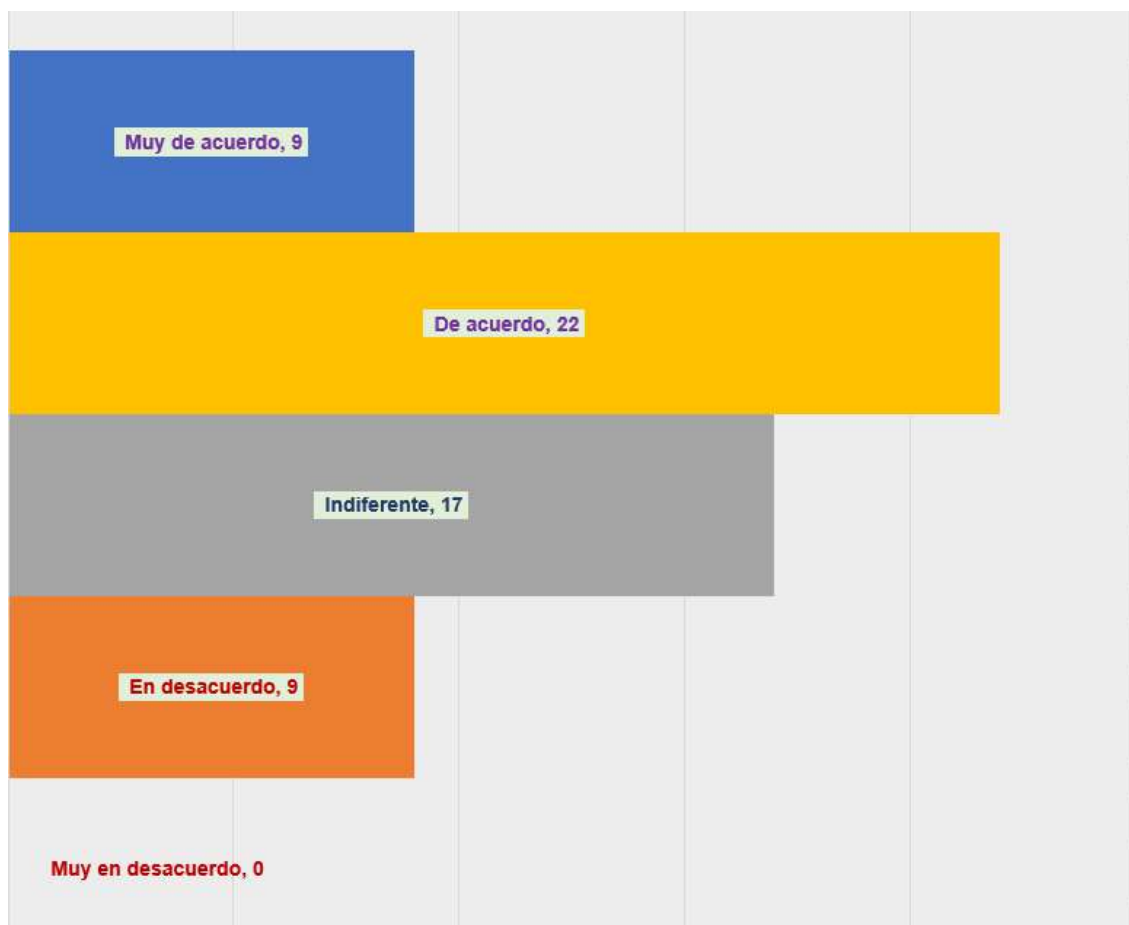 Muy de acuerdo, 9
De acuerdo, 22
Indiferente, 17
En desacuerdo, 9
Muy en desacuerdo, 0